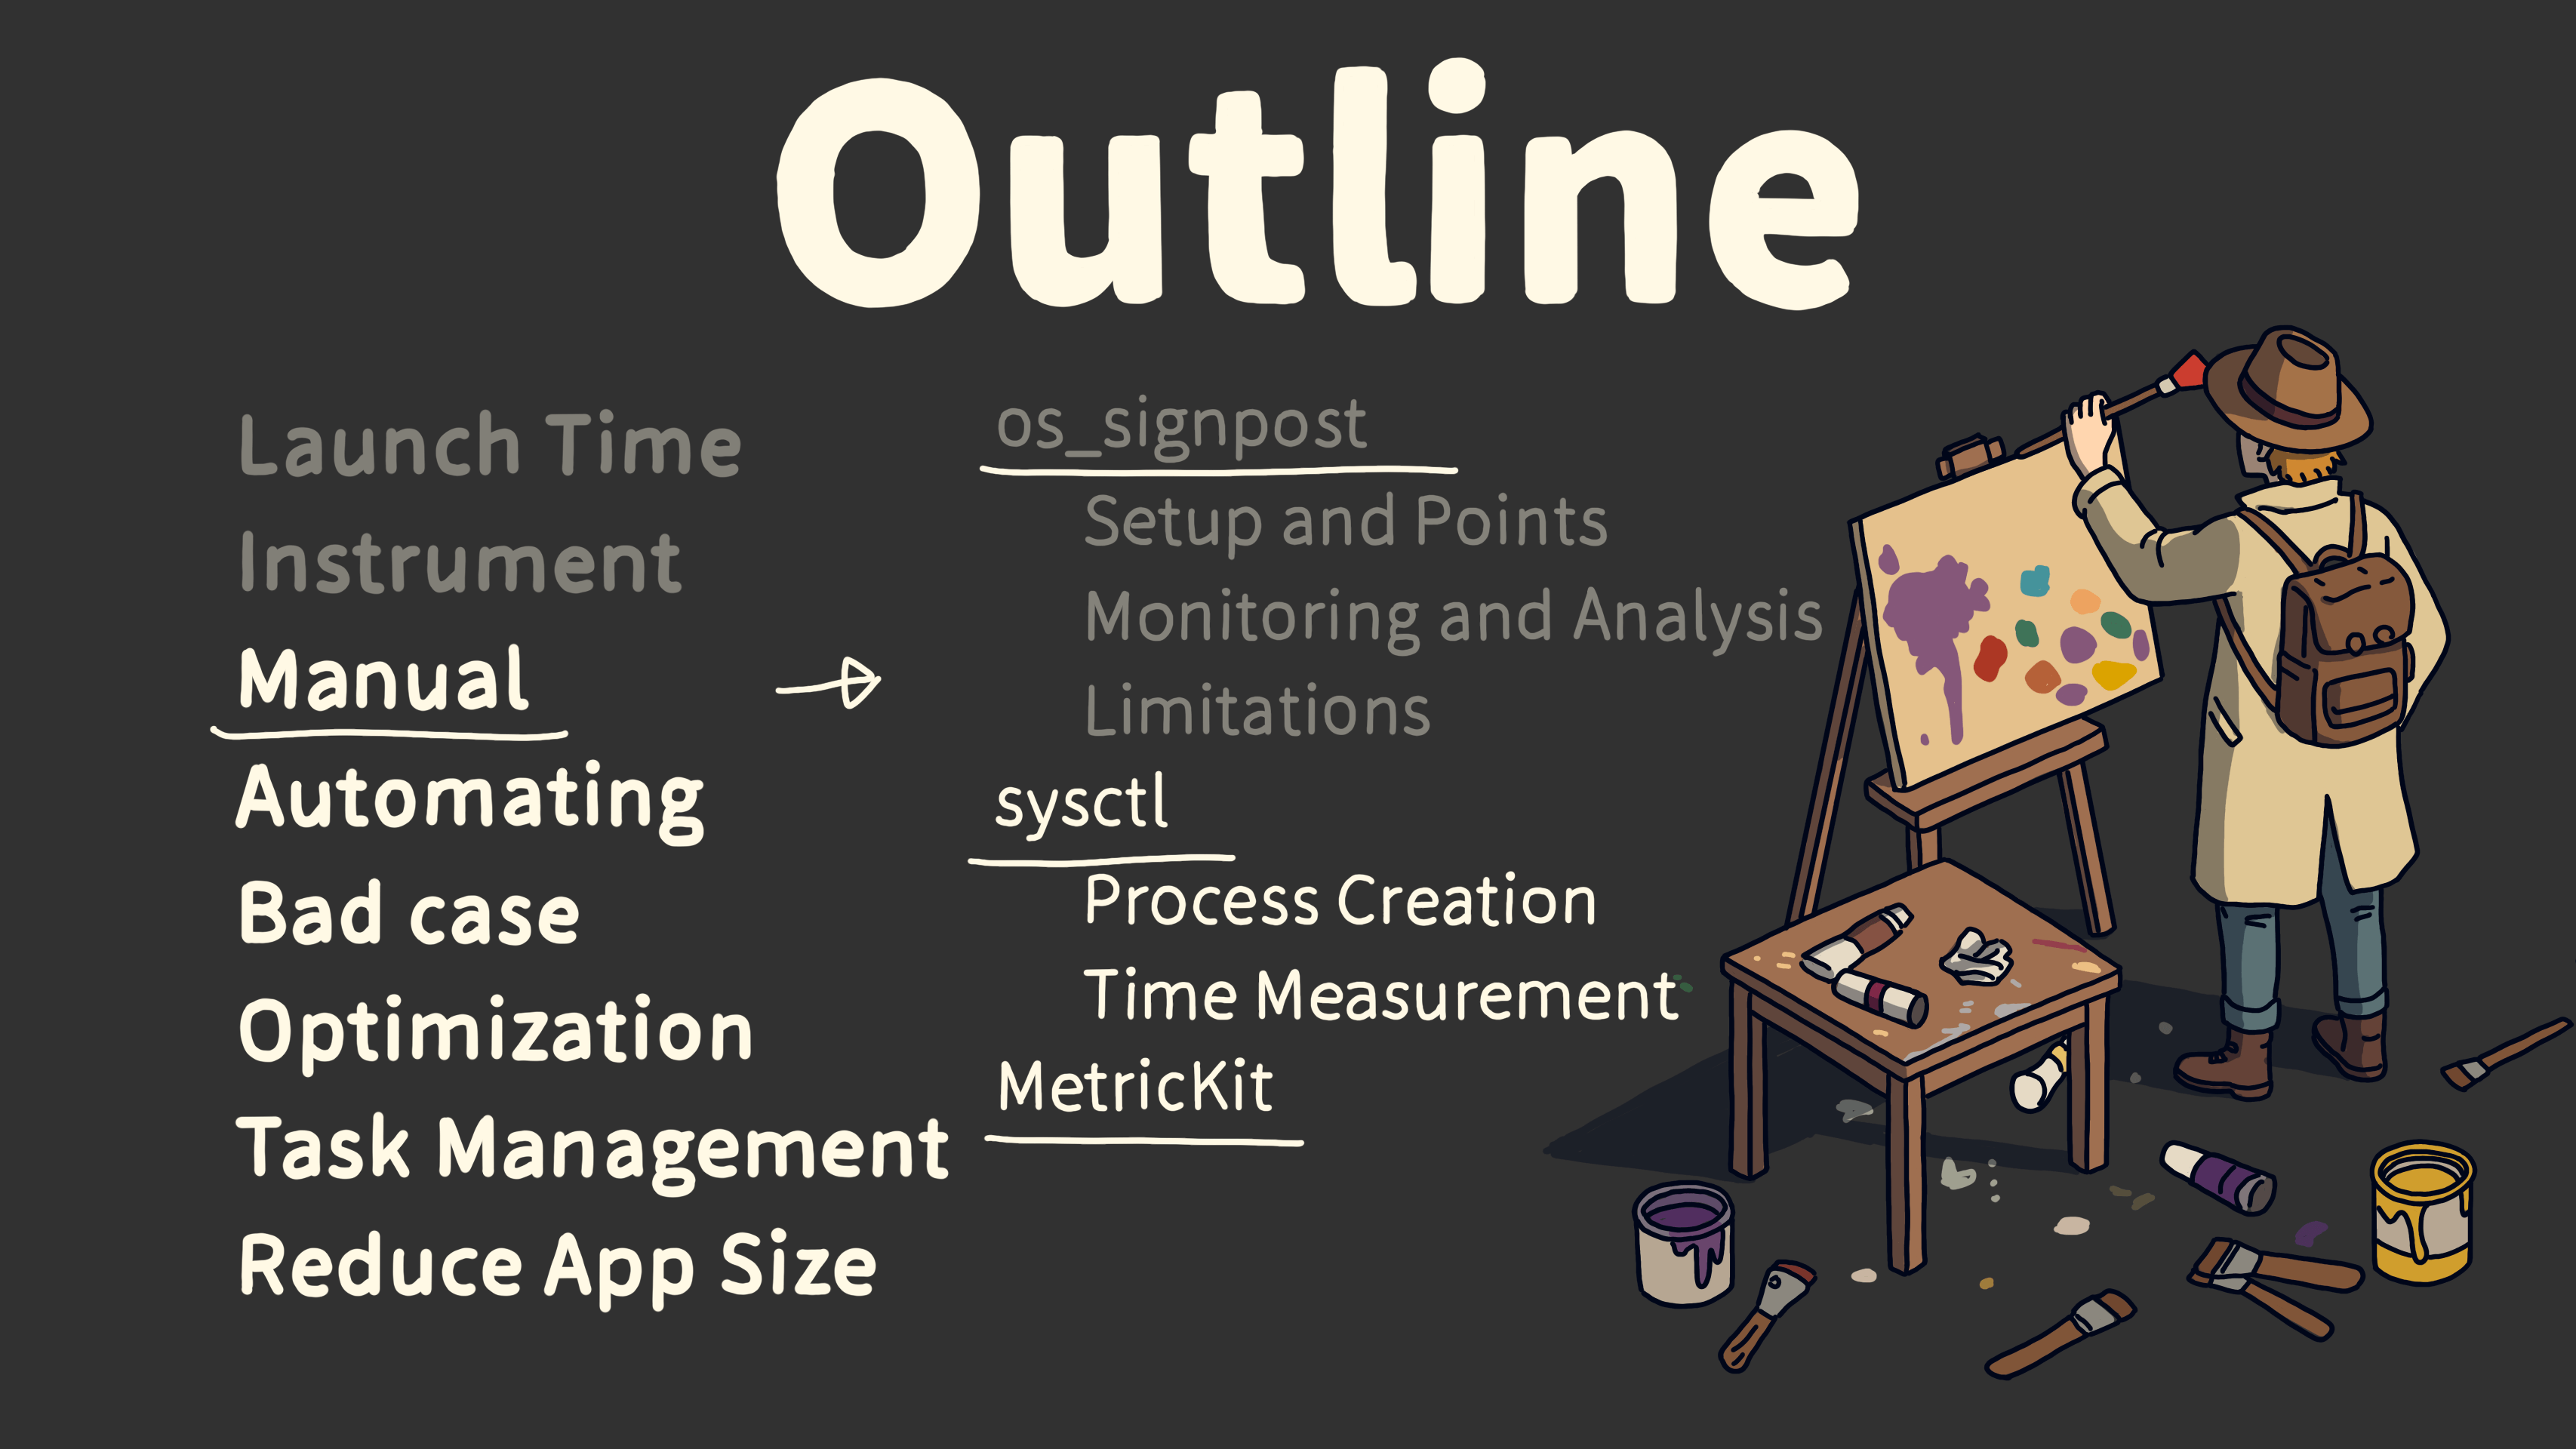 Outline
Launch Time
Instrument
Manual
Automating
Bad case
Optimization
Task Management
Reduce App Size
os_signpost
Setup and Points
Monitoring and Analysis
Limitations
sysctl
Process Creation
Time Measurement
MetricKit